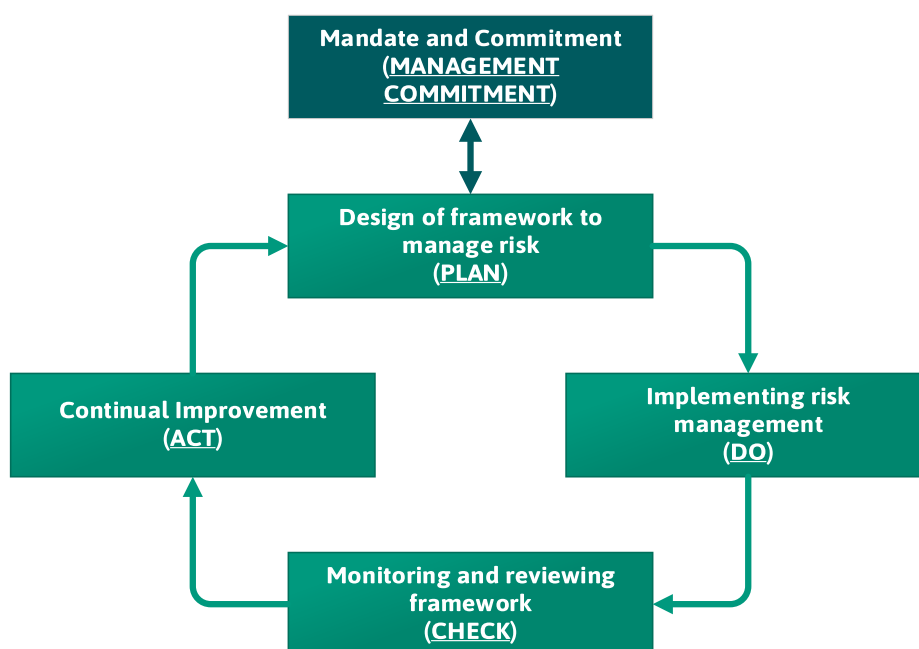 Mandate and Commitment
(MANAGEMENT
COMMITMENT)
Design of framework to
manage risk
(PLAN)
Continual Improvement
(ACT)
Implementing risk
management
(DO)
Monitoring and reviewing
framework
(CHECK)